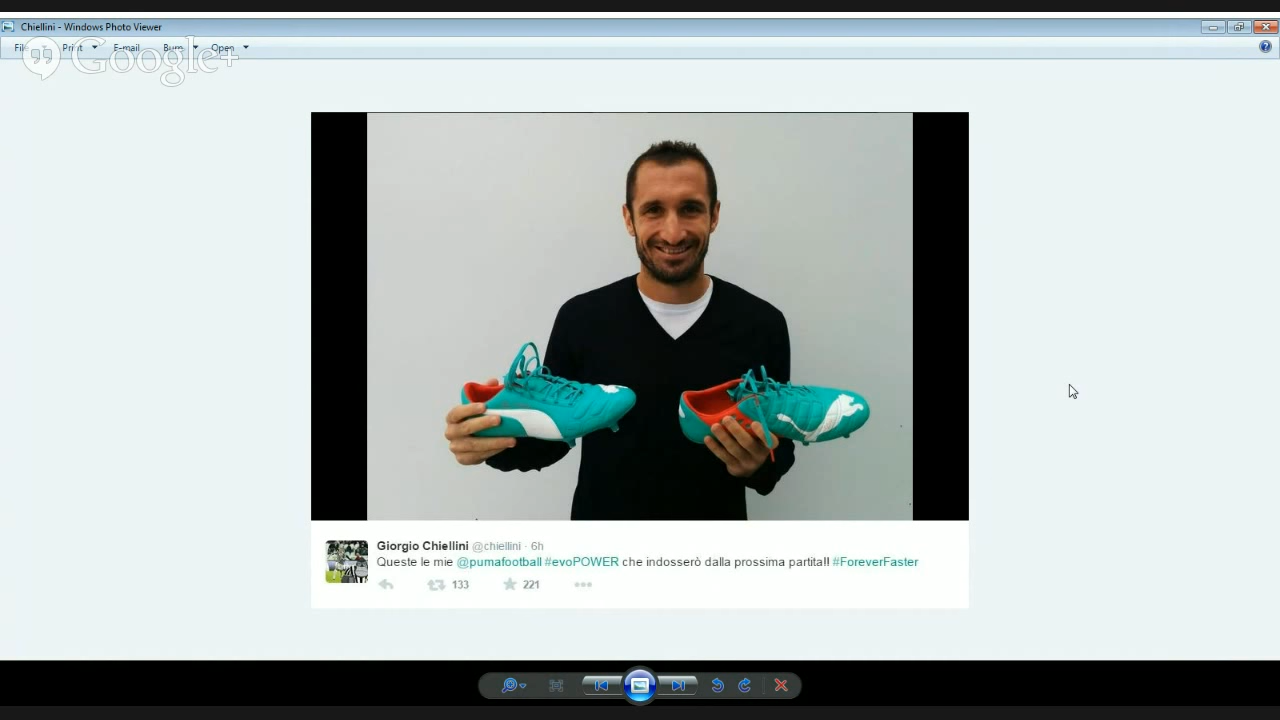 Chiellini - Windows Photo Viewer
Print E-mail Burn Open
Google+
Giorgio Chiellini @chiellini · 6h
Queste le mie @pumafootball #evoPOWER che indosserò dalla prossima partita!! #ForeverFaster
133 221